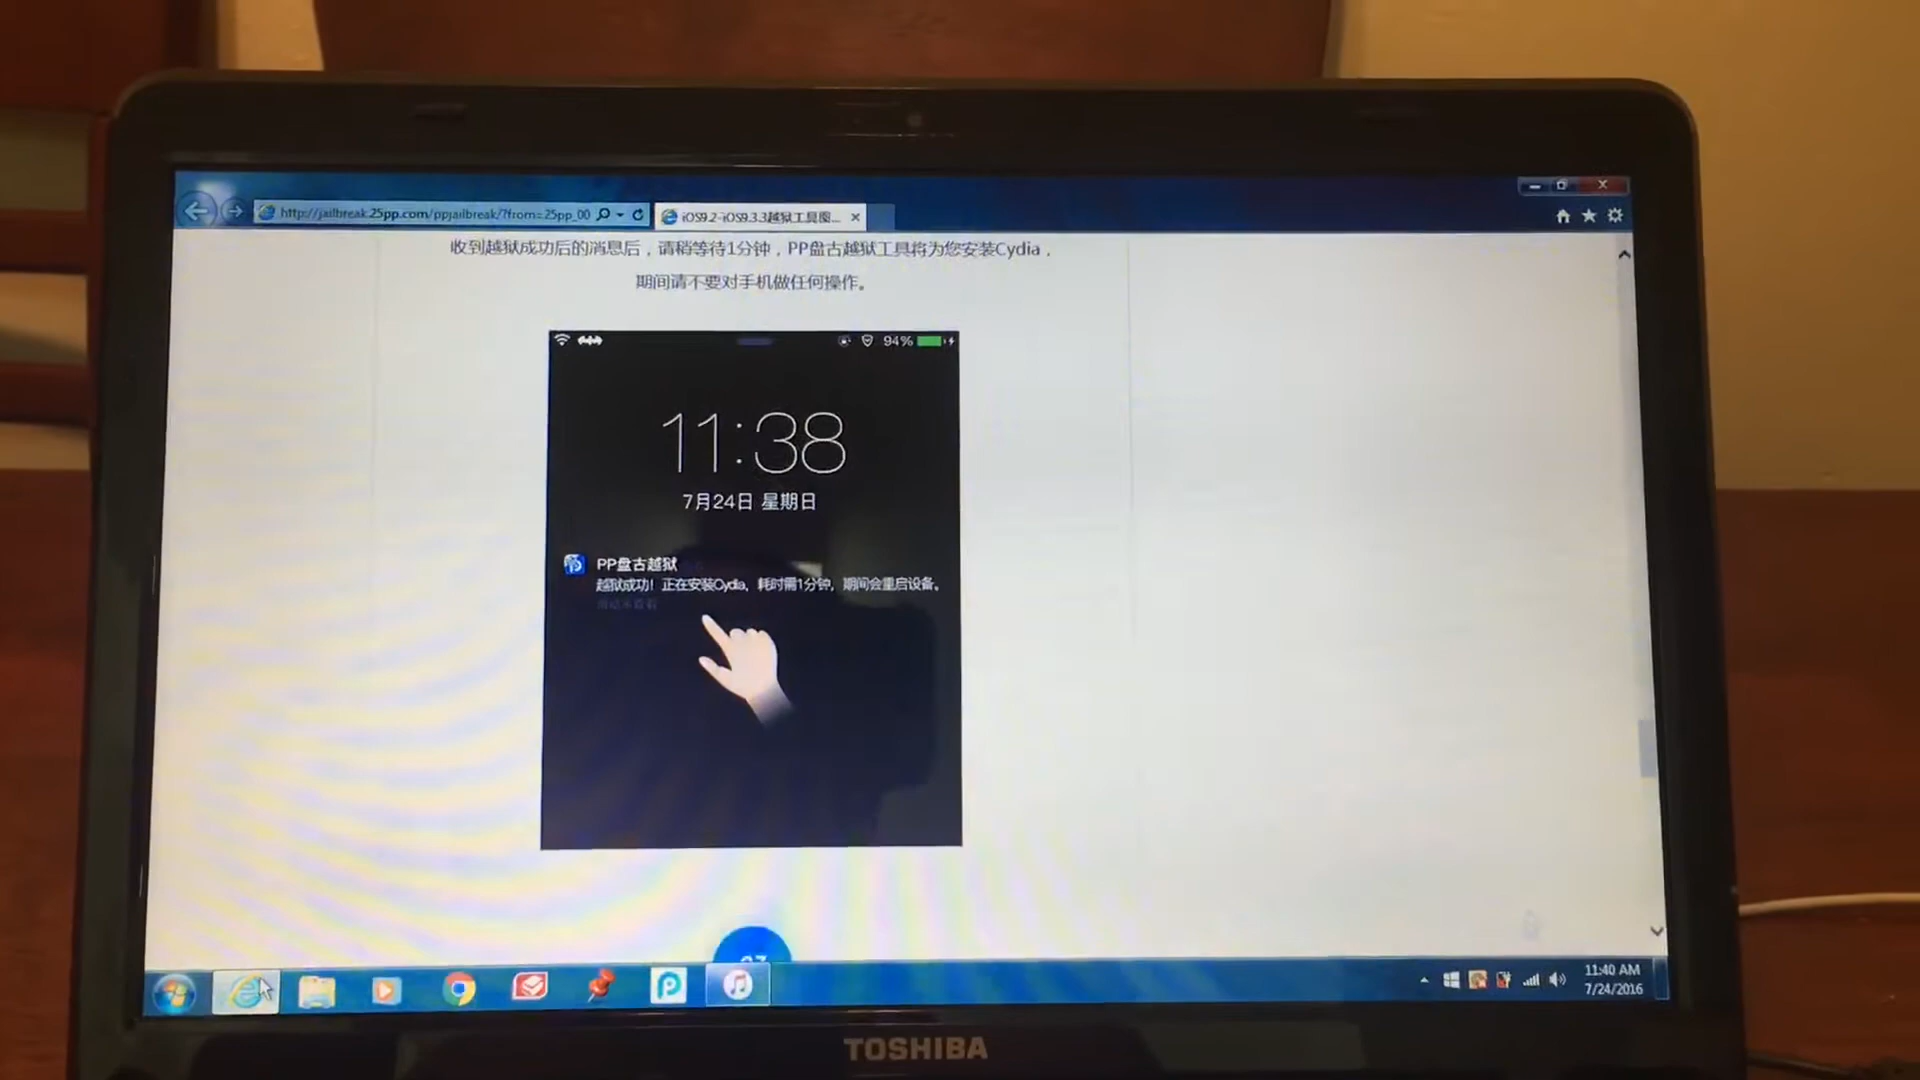 http://jailbreak.25pp.com/ppjailbreak/?from=25pp_00
iOS9.2-iOS9.3.3越狱工具图...
收到越狱成功后的消息后，请稍等待1分钟，PP盘古越狱工具将为您安装Cydia，
期间请不要对手机做任何操作。
94%
11:38
7月24日 星期日
PP盘古越狱
越狱成功！正在安装Cydia，耗时需1分钟，期间会重启设备。
11:40 AM
7/24/2016
TOSHIBA